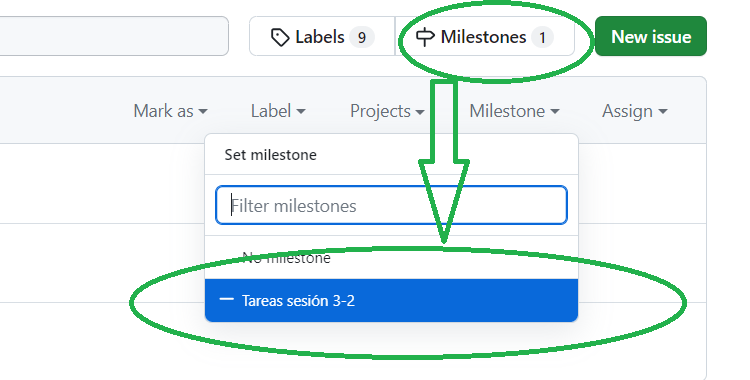 Labels 9 Milestones 1 New issue
Mark as Label Projects Milestone Assign
Set milestone
Filter milestones
No milestone
Tareas sesión 3-2